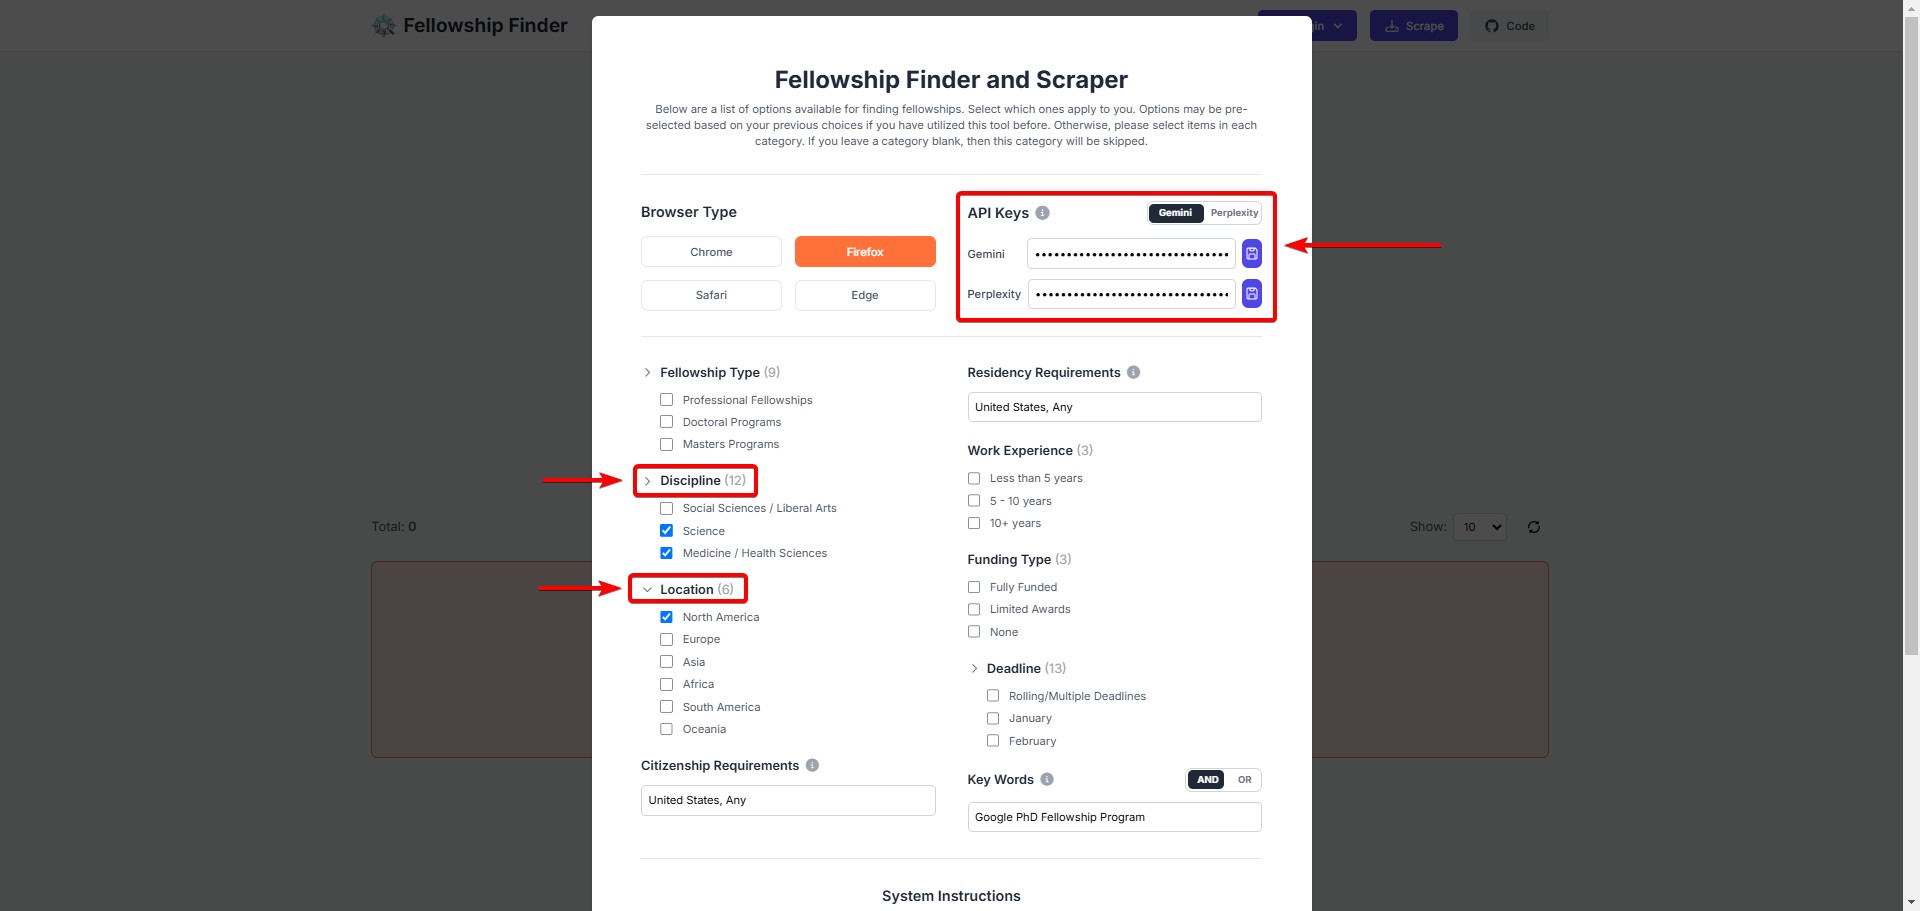 Fellowship Finder
Scrape
Code
Fellowship Finder and Scraper
Below are a list of options available for finding fellowships. Select which ones apply to you. Options may be pre-
selected based on your previous choices if you have utilized this tool before. Otherwise, please select items in each
category. If you leave a category blank, then this category will be skipped.
Browser Type
Chrome
Firefox
Safari
Edge
API Keys
Gemini
Perplexity
Gemini
Perplexity
Fellowship Type (9)
Professional Fellowships
Doctoral Programs
Masters Programs
Discipline (12)
Social Sciences / Liberal Arts
Science
Medicine / Health Sciences
Location (6)
North America
Europe
Asia
Africa
South America
Oceania
Citizenship Requirements
United States, Any
Residency Requirements
United States, Any
Work Experience (3)
Less than 5 years
5 - 10 years
10+ years
Funding Type (3)
Fully Funded
Limited Awards
None
Deadline (13)
Rolling/Multiple Deadlines
January
February
Key Words
AND
OR
Google PhD Fellowship Program
System Instructions
Total: 0
Show: 10